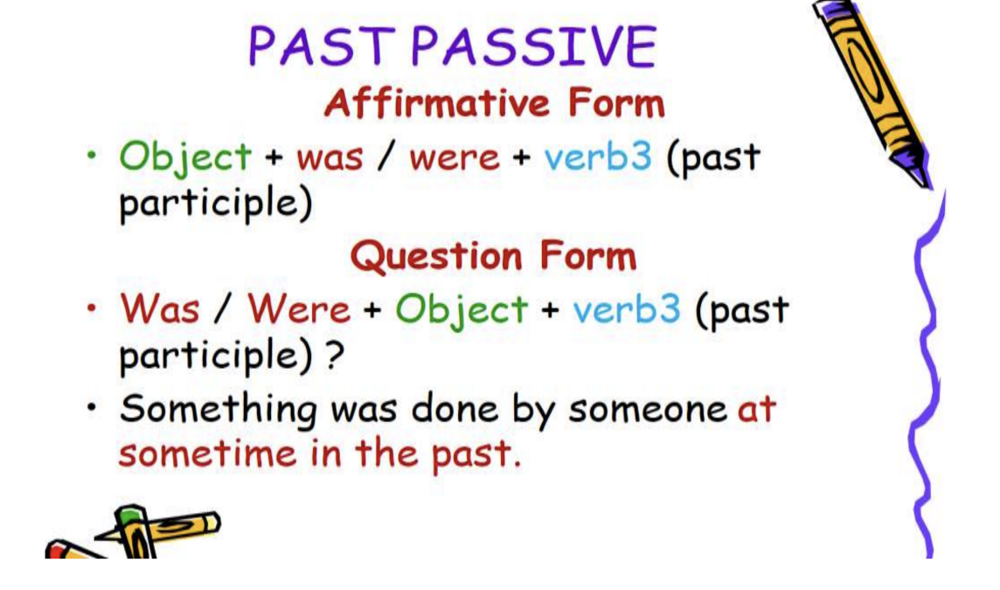 PAST PASSIVE
Affirmative Form
• Object + was / were + verb3 (past
participle)
Question Form
• Was / Were + Object + verb3 (past
participle) ?
• Something was done by someone at
sometime in the past.